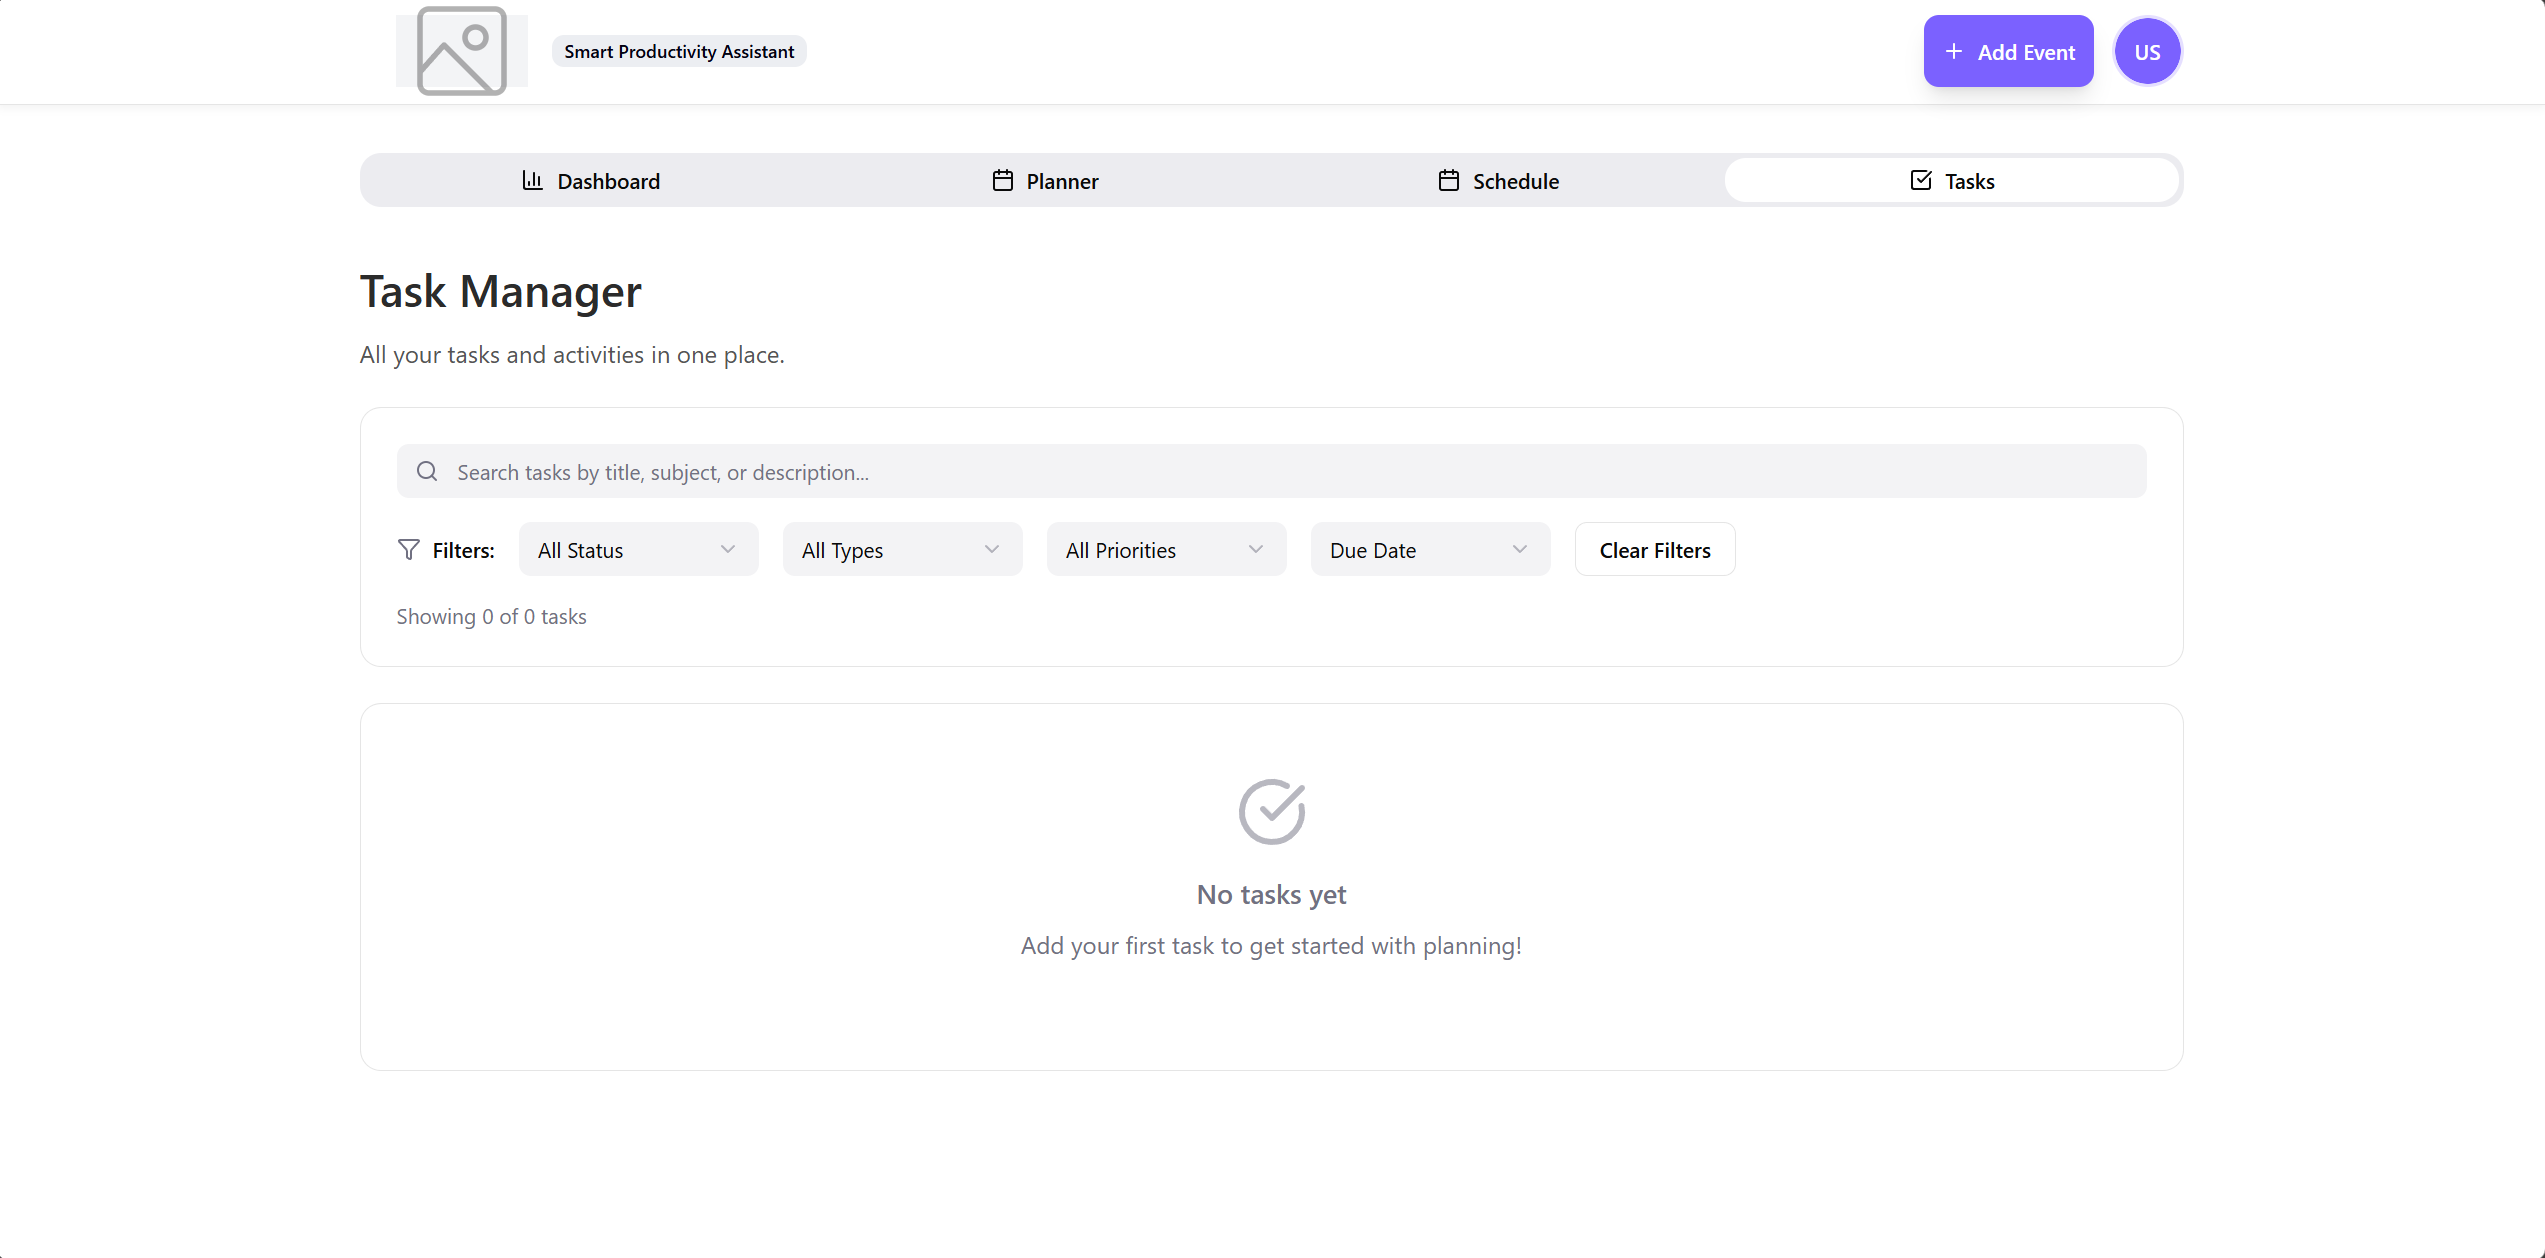 Smart Productivity Assistant
Add Event
US
Dashboard
Planner
Schedule
Tasks
Task Manager
All your tasks and activities in one place.
Search tasks by title, subject, or description...
Filters:
All Status
All Types
All Priorities
Due Date
Clear Filters
Showing 0 of 0 tasks
No tasks yet
Add your first task to get started with planning!